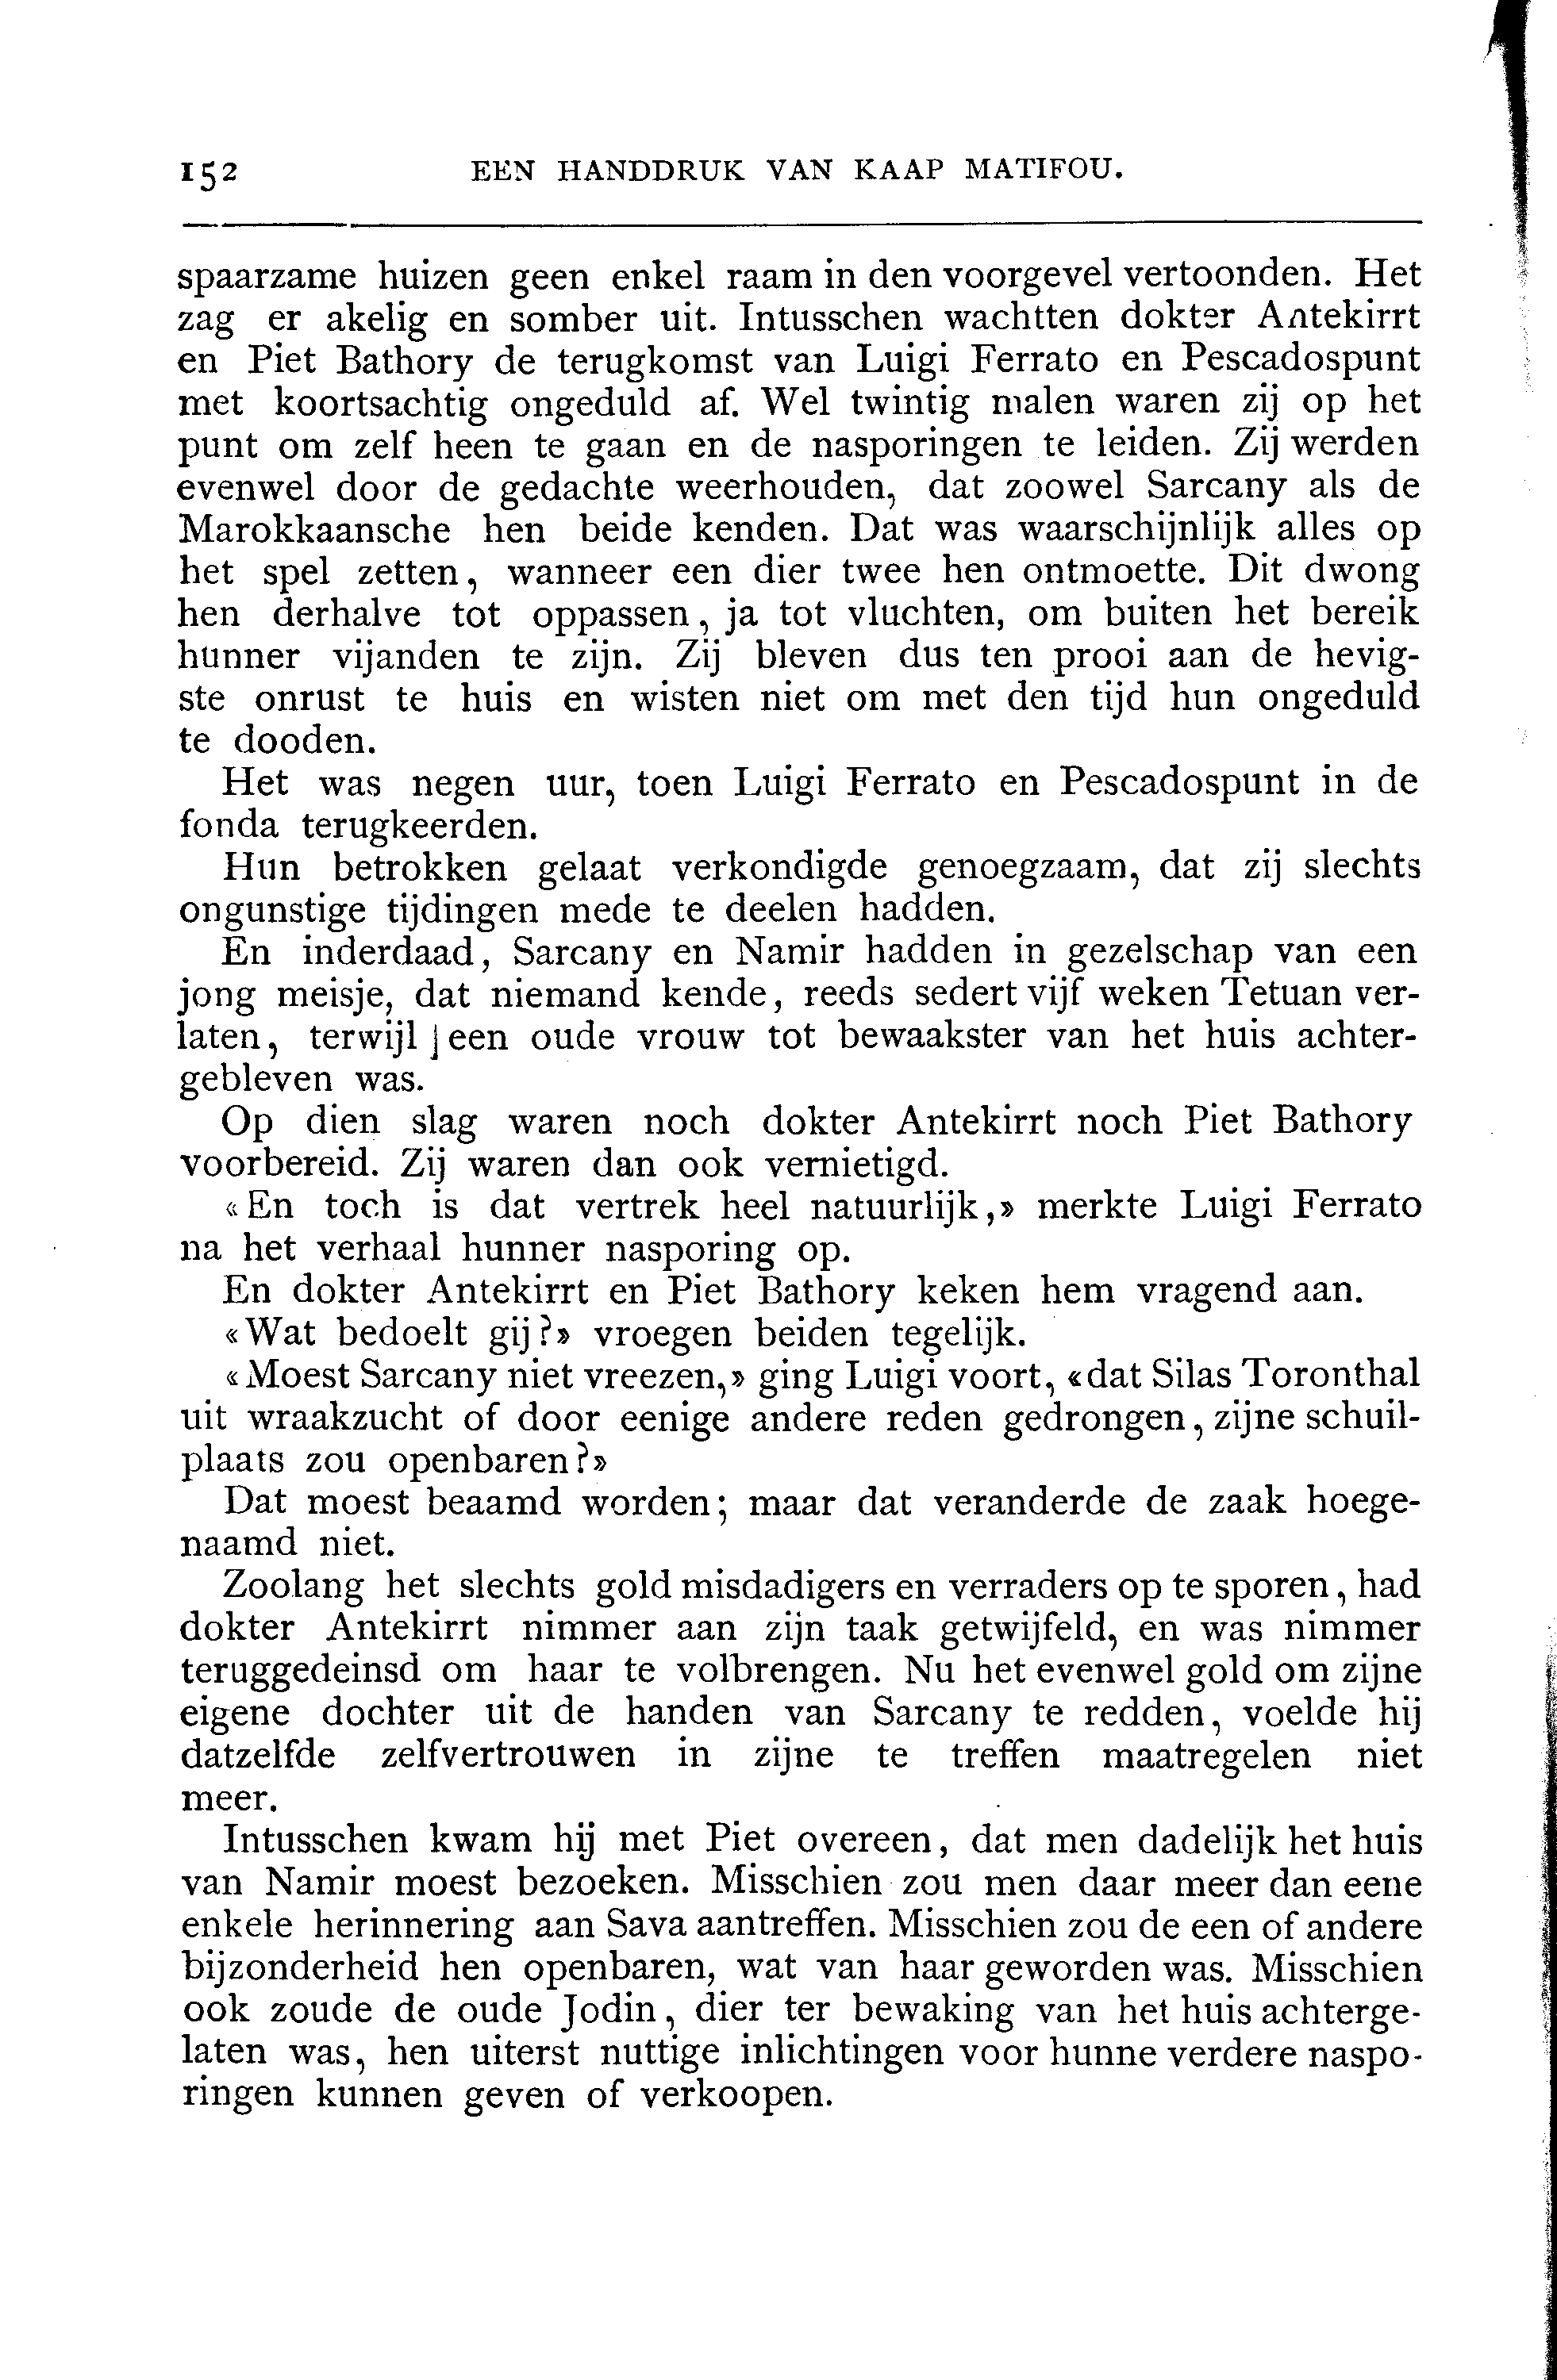 152 EEN HANDDRUK VAN KAAP MATIFOU.
spaarzame huizen geen enkel raam in den voorgevel vertoonden. Het
zag er akelig en somber uit. Intusschen wachtten dokter Antekirrt
en Piet Bathory de terugkomst van Luigi Ferrato en Pescadospunt
met koortsachtig ongeduld af. Wel twintig malen waren zij op het
punt om zelf heen te gaan en de nasporingen te leiden. Zij werden
evenwel door de gedachte weerhouden, dat zoowel Sarcany als de
Marokkaansche hen beide kenden. Dat was waarschijnlijk alles op
het spel zetten, wanneer een dier twee hen ontmoette. Dit dwong
hen derhalve tot oppassen, ja tot vluchten, om buiten het bereik
hunner vijanden te zijn. Zij bleven dus ten prooi aan de hevig-
ste onrust te huis en wisten niet om met den tijd hun ongeduld
te dooden.
Het was negen uur, toen Luigi Ferrato en Pescadospunt in de
fonda terugkeerden.
Hun betrokken gelaat verkondigde genoegzaam, dat zij slechts
ongunstige tijdingen mede te deelen hadden.
En inderdaad, Sarcany en Namir hadden in gezelschap van een
jong meisje, dat niemand kende, reeds sedert vijf weken Tetuan ver-
laten, terwijl een oude vrouw tot bewaakster van het huis achter-
gebleven was.
Op dien slag waren noch dokter Antekirrt noch Piet Bathory
voorbereid. Zij waren dan ook vernietigd.
«En toch is dat vertrek heel natuurlijk,» merkte Luigi Ferrato
na het verhaal hunner nasporing op.
En dokter Antekirrt en Piet Bathory keken hem vragend aan.
«Wat bedoelt gij?» vroegen beiden tegelijk.
«Moest Sarcany niet vreezen,» ging Luigi voort, «dat Silas Toronthal
uit wraakzucht of door eenige andere reden gedrongen, zijne schuil-
plaats zou openbaren?»
Dat moest beaamd worden; maar dat veranderde de zaak hoege-
naamd niet.
Zoolang het slechts gold misdadigers en verraders op te sporen, had
dokter Antekirrt nimmer aan zijn taak getwijfeld, en was nimmer
teruggedeinsd om haar te volbrengen. Nu het evenwel gold om zijne
eigene dochter uit de handen van Sarcany te redden, voelde hij
datzelfde zelfvertrouwen in zijne te treffen maatregelen niet
meer.
Intusschen kwam hij met Piet overeen, dat men dadelijk het huis
van Namir moest bezoeken. Misschien zou men daar meer dan eene
enkele herinnering aan Sava aantreffen. Misschien zou de een of andere
bijzonderheid hen openbaren, wat van haar geworden was. Misschien
ook zoude de oude Jodin, dier ter bewaking van het huis achterge-
laten was, hen uiterst nuttige inlichtingen voor hunne verdere naspo-
ringen kunnen geven of verkoopen.